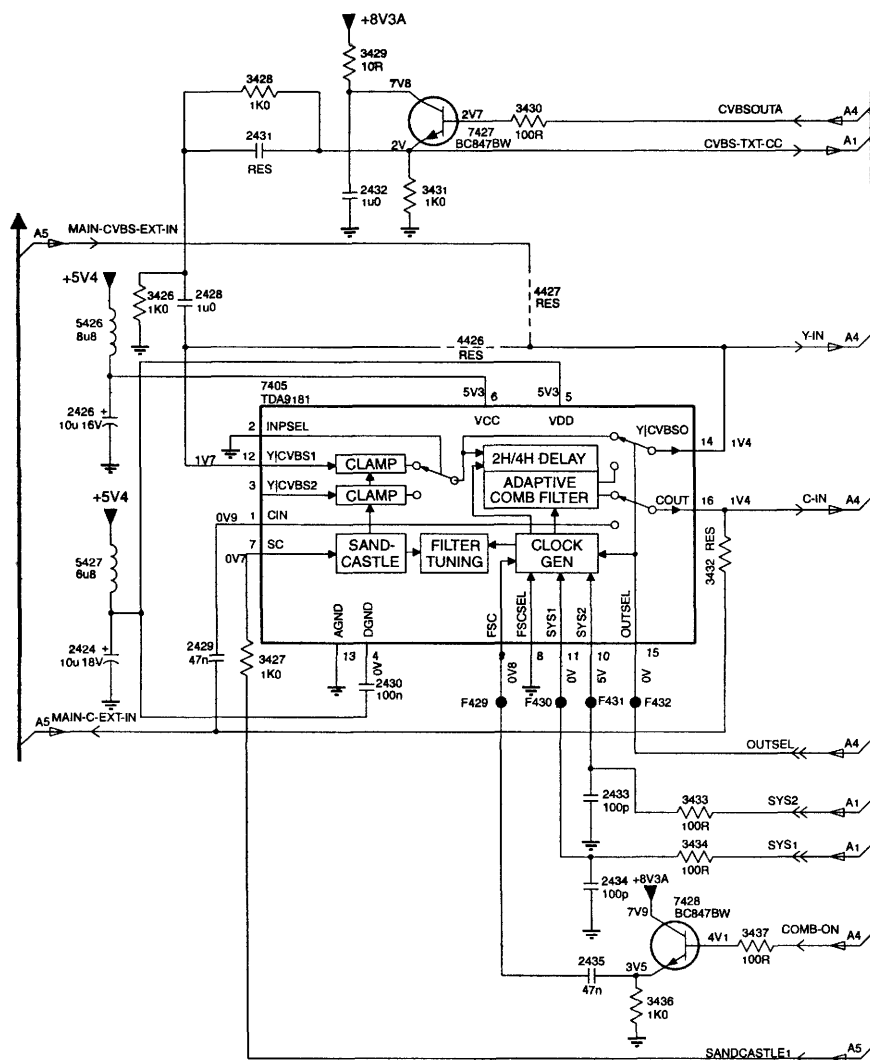 +8V3A
3429
10R
3428
1K0
7V8
2V7
3430
100R
CVBSOUTA
A4
2431
RES
2V
7427
BC847BW
CVBS-TXT-CC
A1
2432
1u0
3431
1K0
A5
MAIN-CVBS-EXT-IN
+5V4
3426
1K0
2428
1u0
4427
RES
5426
8u8
4426
RES
Y-IN
A4
7405
TDA9181
5V3
6
5V3
5
2426
10u 16V
+
2
INPSEL
VCC
VDD
Y|CVBSO
14
1V4
1V7
12
Y|CVBS1
CLAMP
2H/4H DELAY
3
Y|CVBS2
CLAMP
ADAPTIVE
COMB FILTER
COUT
16
1V4
C-IN
A4
+5V4
0V9
1
CIN
7
SC
0V7
SAND-
CASTLE
FILTER
TUNING
CLOCK
GEN
3432 RES
5427
6u8
AGND
DGND
FSC
FSCSEL
SYS1
SYS2
OUTSEL
13
4
0V
9
0V8
8
11
0V
10
5V
15
0V
2424
10u 18V
+
2429
47n
3427
1K0
2430
100n
F429
F430
F431
F432
A5
MAIN-C-EXT-IN
OUTSEL
A4
2433
100p
3433
100R
SYS2
A1
3434
100R
SYS1
A1
2434
100p
+8V3A
7V9
7428
BC847BW
4V1
3437
100R
COMB-ON
A4
2435
47n
3V5
3436
1K0
SANDCASTLE1
A5